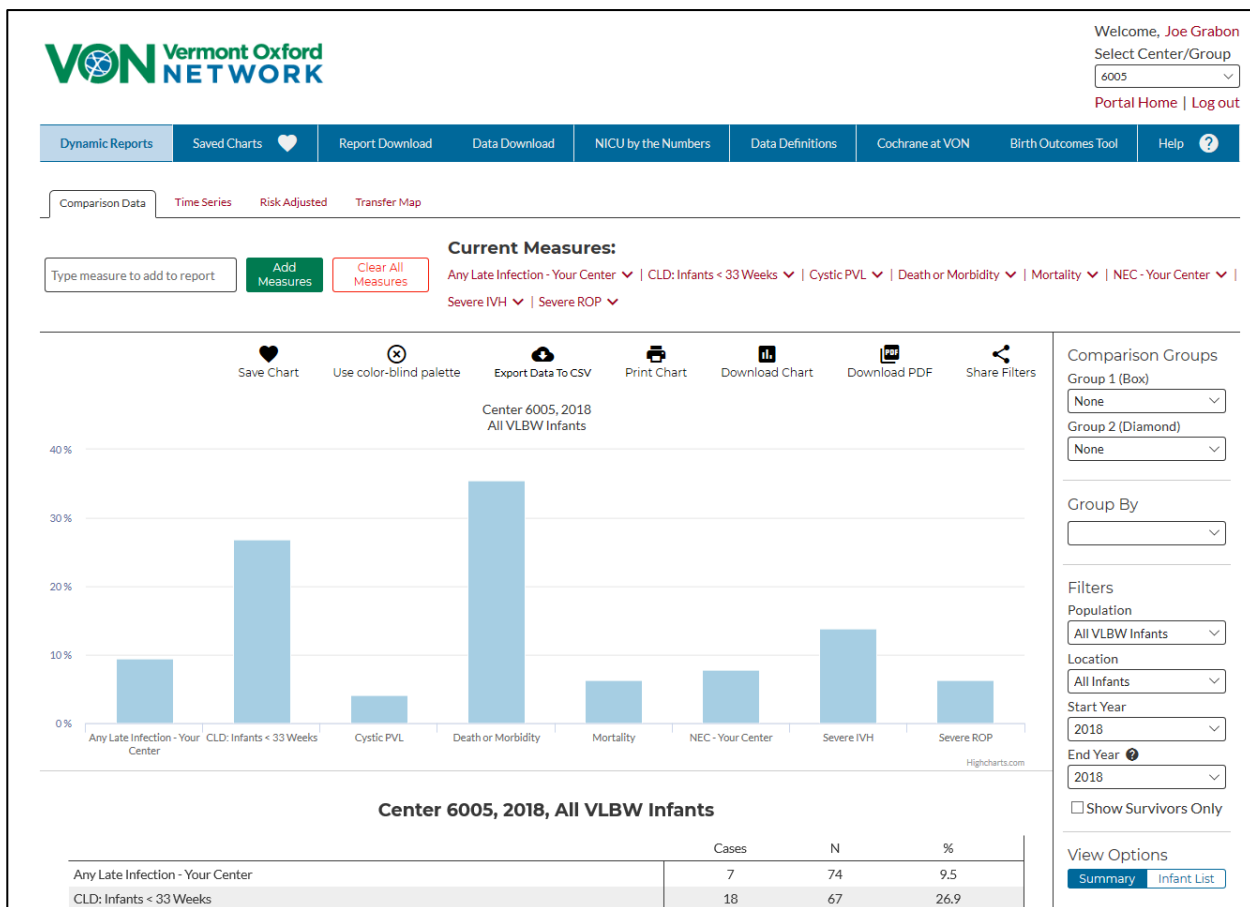 VON Vermont Oxford
NETWORK
Welcome, Joe Grabon
Select Center/Group
6005
Portal Home | Log out
Dynamic Reports
Saved Charts
Report Download
Data Download
NICU by the Numbers
Data Definitions
Cochrane at VON
Birth Outcomes Tool
Help ?
Comparison Data
Time Series
Risk Adjusted
Transfer Map
Type measure to add to report
Add
Measures
Clear All
Measures
Current Measures:
Any Late Infection - Your Center | CLD: Infants < 33 Weeks | Cystic PVL | Death or Morbidity | Mortality | NEC - Your Center |
Severe IVH | Severe ROP
Save Chart
Use color-blind palette
Export Data To CSV
Print Chart
Download Chart
PDF
Download PDF
Share Filters
Center 6005, 2018
All VLBW Infants
40 %
30 %
20 %
10 %
0 %
Any Late Infection - Your
Center
CLD: Infants < 33 Weeks
Cystic PVL
Death or Morbidity
Mortality
NEC - Your Center
Severe IVH
Severe ROP
Highcharts.com
Comparison Groups
Group 1 (Box)
None
Group 2 (Diamond)
None
Group By
Filters
Population
All VLBW Infants
Location
All Infants
Start Year
2018
End Year ?
2018
Show Survivors Only
View Options
Summary
Infant List
Center 6005, 2018, All VLBW Infants
Cases N %
Any Late Infection - Your Center 7 74 9.5
CLD: Infants < 33 Weeks 18 67 26.9